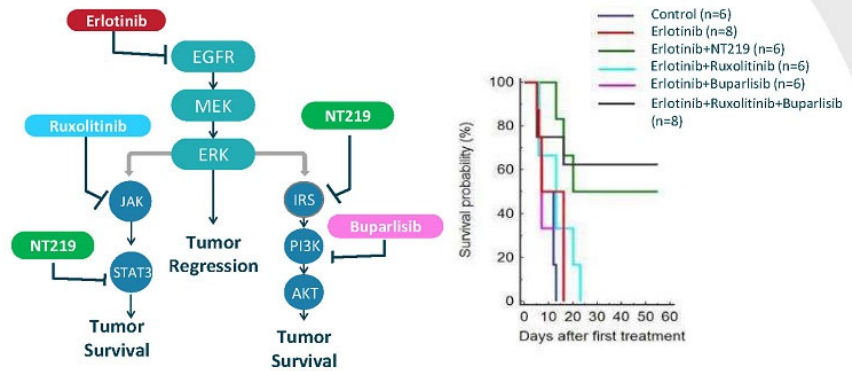 Erlotinib
EGFR
MEK
Ruxolitinib
NT219
ERK
JAK
IRS
NT219
Tumor
Regression
PI3K
Buparlisib
STAT3
AKT
Tumor
Survival
Tumor
Survival
Control (n=6)
Erlotinib (n=8)
Erlotinib+NT219 (n=6)
Erlotinib+Ruxolitinib (n=6)
Erlotinib+Buparlisib (n=6)
Erlotinib+Ruxolitinib+Buparlisib
(n=8)
Survival probability (%)
100
80
60
40
20
0
0 10 20 30 40 50 60
Days after first treatment